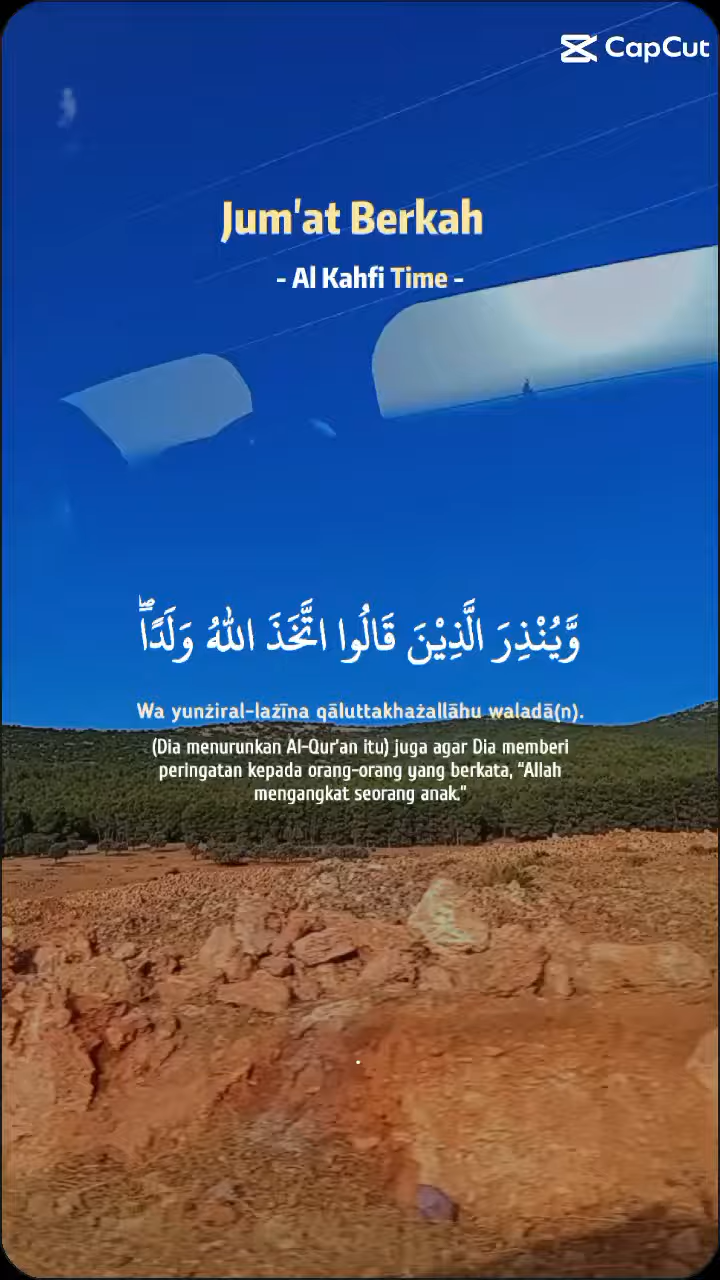 CapCut
Jum'at Berkah
- Al Kahfi Time -
وَّيُنْذِرَ الَّذِيْنَ قَالُوا اتَّخَذَ اللّٰهُ وَلَدًاۖ
Wa yunżiral-lażīna qāluttakhażallāhu waladā(n).
(Dia menurunkan Al-Qur'an itu) juga agar Dia memberi
peringatan kepada orang-orang yang berkata, “Allah
mengangkat seorang anak.”